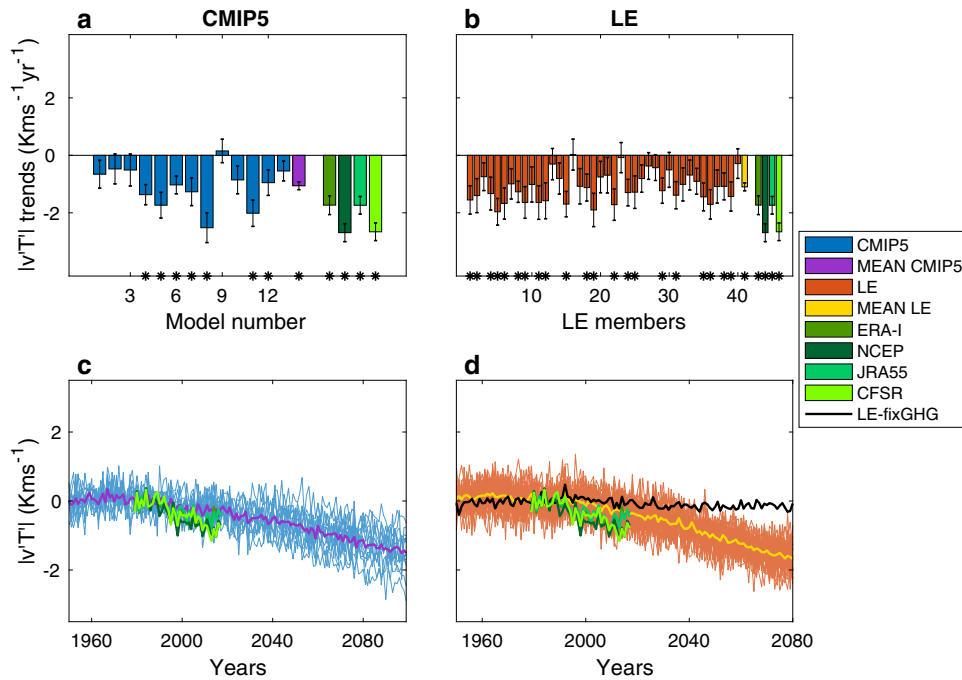 a CMIP5
b LE
|v'T'| trends (Kms⁻¹yr⁻¹)
2
0
-2
3 6 9 12
Model number
10 20 30 40
LE members
CMIP5
MEAN CMIP5
LE
MEAN LE
ERA-I
NCEP
JRA55
CFSR
LE-fixGHG
c
d
|v'T'| (Kms⁻¹)
2
0
-2
1960 2000 2040 2080
Years
1960 2000 2040 2080
Years